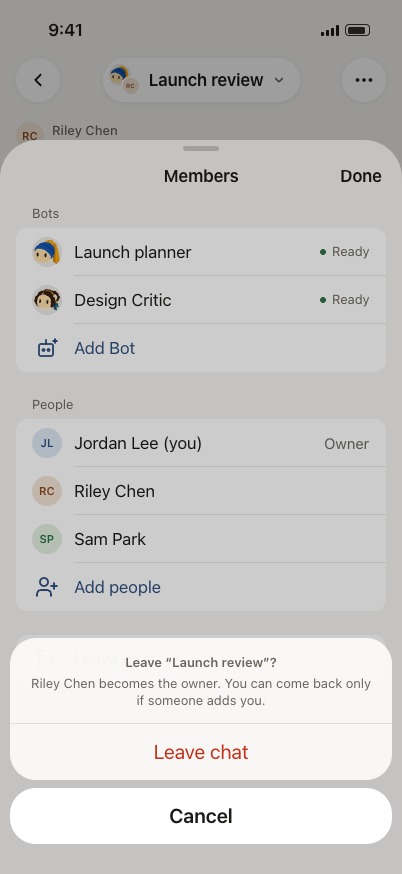 9:41
RC
Launch review
RC
Riley Chen
Members
Done
Bots
Launch planner
Ready
Design Critic
Ready
Add Bot
People
JL
Jordan Lee (you)
Owner
RC
Riley Chen
SP
Sam Park
Add people
Leave “Launch review”?
Riley Chen becomes the owner. You can come back only
if someone adds you.
Leave chat
Cancel